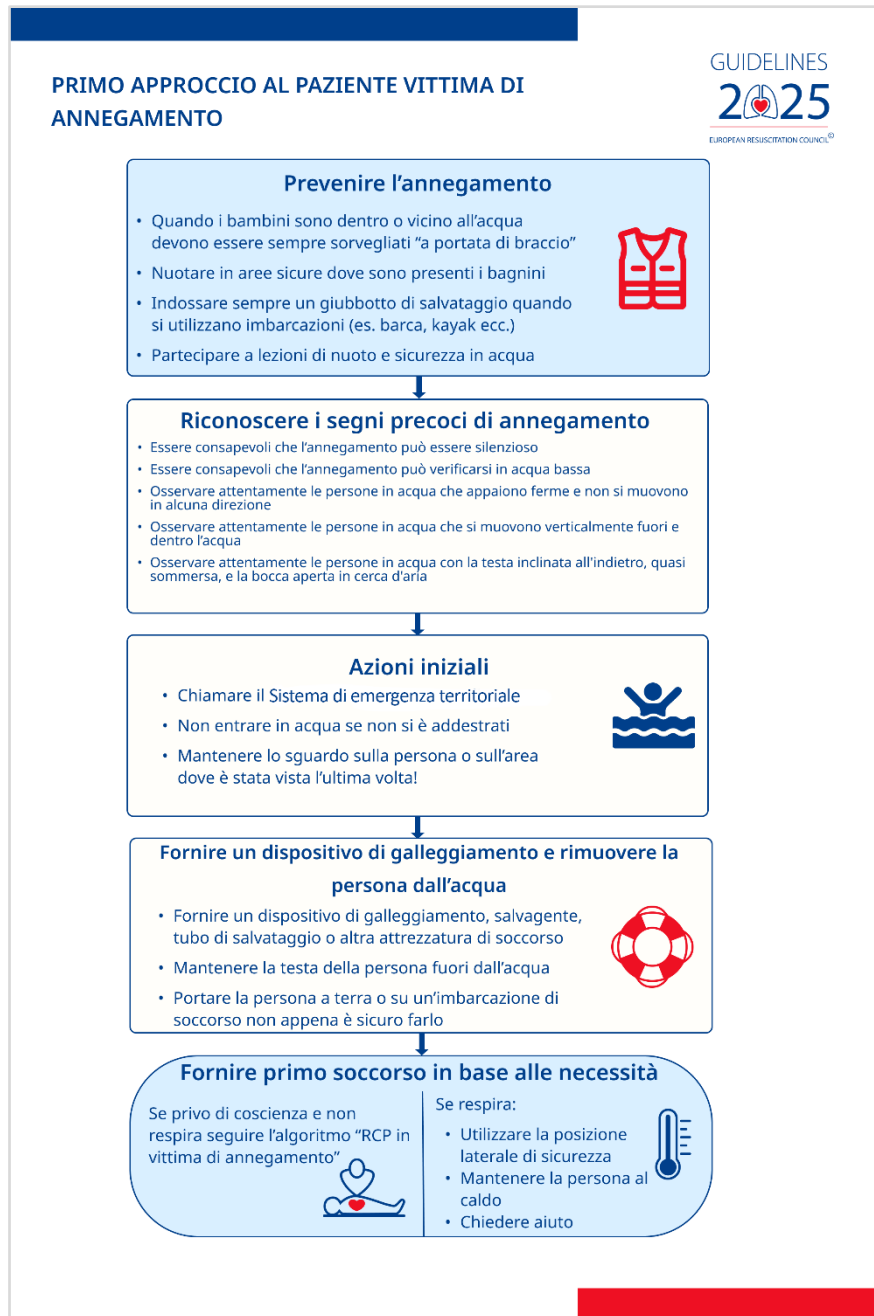 PRIMO APPROCCIO AL PAZIENTE VITTIMA DI
ANNEGAMENTO
GUIDELINES
2025
EUROPEAN RESUSCITATION COUNCIL©
Prevenire l’annegamento
• Quando i bambini sono dentro o vicino all’acqua
devono essere sempre sorvegliati “a portata di braccio”
• Nuotare in aree sicure dove sono presenti i bagnini
• Indossare sempre un giubbotto di salvataggio quando
si utilizzano imbarcazioni (es. barca, kayak ecc.)
• Partecipare a lezioni di nuoto e sicurezza in acqua
Riconoscere i segni precoci di annegamento
• Essere consapevoli che l’annegamento può essere silenzioso
• Essere consapevoli che l’annegamento può verificarsi in acqua bassa
• Osservare attentamente le persone in acqua che appaiono ferme e non si muovono
in alcuna direzione
• Osservare attentamente le persone in acqua che si muovono verticalmente fuori e
dentro l’acqua
• Osservare attentamente le persone in acqua con la testa inclinata all'indietro, quasi
sommersa, e la bocca aperta in cerca d'aria
Azioni iniziali
• Chiamare il Sistema di emergenza territoriale
• Non entrare in acqua se non si è addestrati
• Mantenere lo sguardo sulla persona o sull’area
dove è stata vista l’ultima volta!
Fornire un dispositivo di galleggiamento e rimuovere la
persona dall’acqua
• Fornire un dispositivo di galleggiamento, salvagente,
tubo di salvataggio o altra attrezzatura di soccorso
• Mantenere la testa della persona fuori dall’acqua
• Portare la persona a terra o su un’imbarcazione di
soccorso non appena è sicuro farlo
Fornire primo soccorso in base alle necessità
Se privo di coscienza e non
respira seguire l’algoritmo “RCP in
vittima di annegamento”
Se respira:
• Utilizzare la posizione
laterale di sicurezza
• Mantenere la persona al
caldo
• Chiedere aiuto